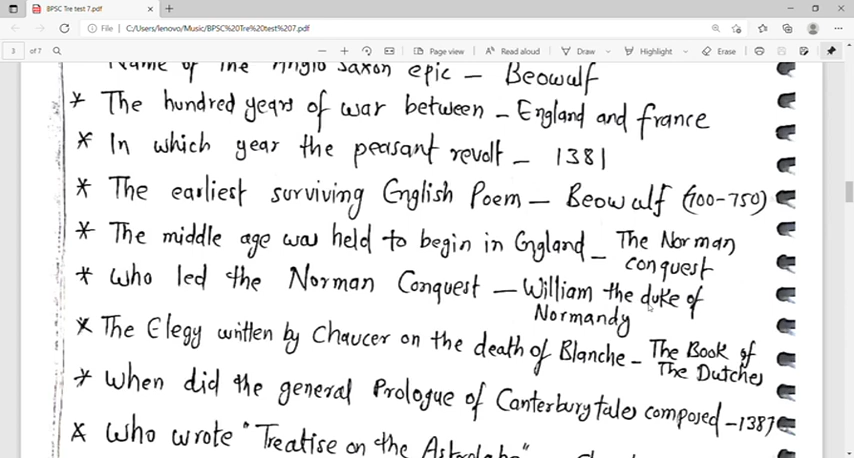 BPSC Tre test 7.pdf
File | C:/Users/lenovo/Music/BPSC%20Tre%20test%207.pdf
3 of 7 Page view Read aloud Draw Highlight Erase
Name of the Anglo Saxon epic - Beowulf
* The hundred years of war between - England and france
* In which year the peasant revolt - 1381
* The earliest surviving English Poem - Beowulf (700-750)
* The middle age was held to begin in England - The Norman
conquest
* who led the Norman Conquest - William the duke of
Normandy
* The Elegy written by Chaucer on the death of Blanche - The Book of
The Dutches
* when did the general Prologue of Canterbury tales composed - 1387
* who wrote "Treatise on the Astrolabe"